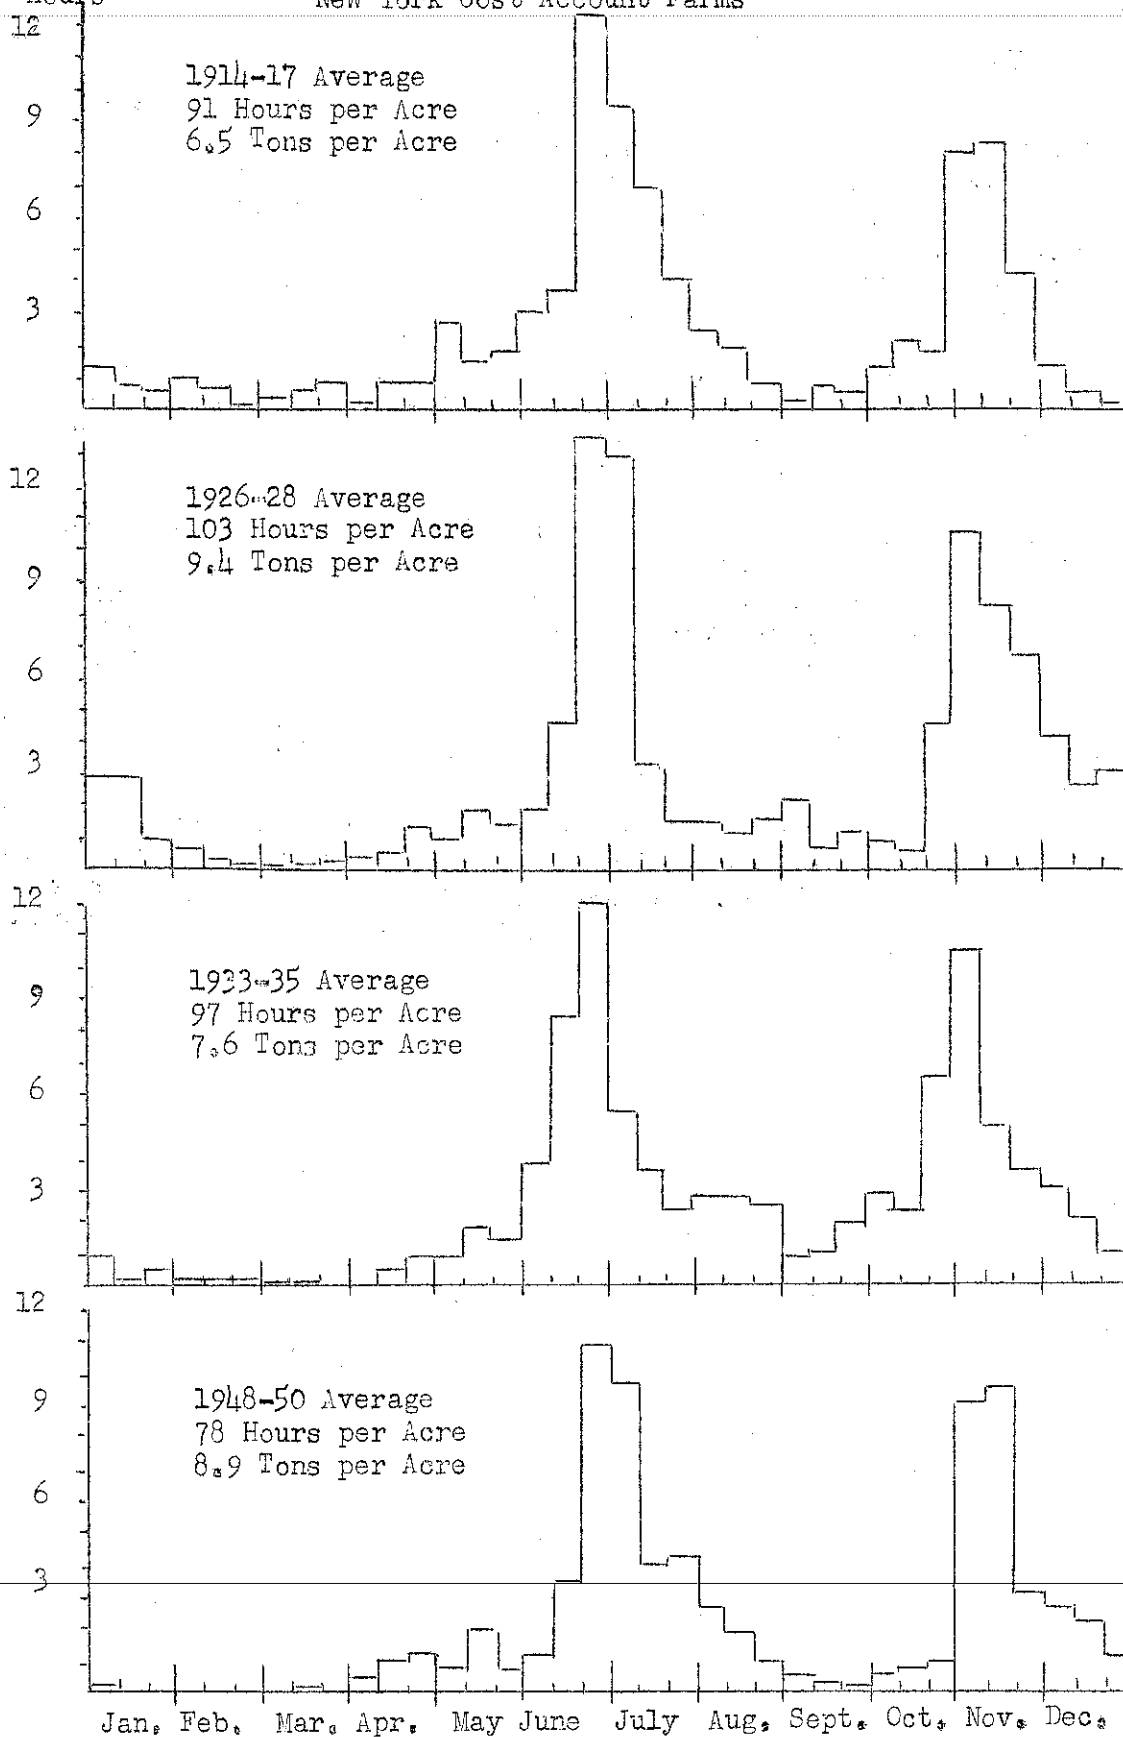 Hours New York Cost Account Farms
12
1914-17 Average
91 Hours per Acre
9
6.5 Tons per Acre
6
3
12
1926-28 Average
103 Hours per Acre
9.4 Tons per Acre
9
6
3
12
1933-35 Average
9
97 Hours per Acre
7.6 Tons per Acre
6
3
12
1948-50 Average
9
78 Hours per Acre
8.9 Tons per Acre
6
3
Jan. Feb. Mar. Apr. May June July Aug. Sept. Oct. Nov. Dec.